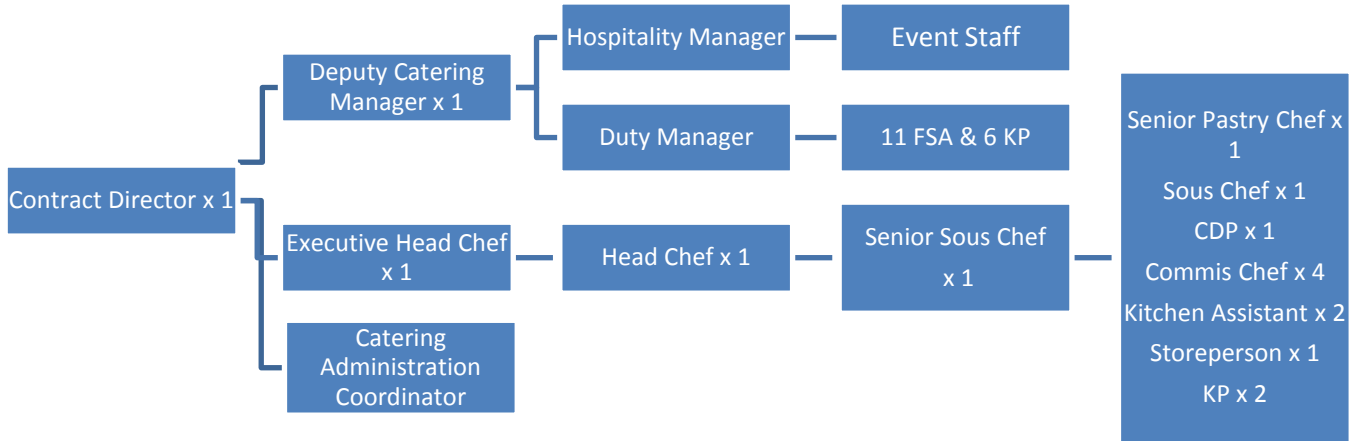 Hospitality Manager
Event Staff
Deputy Catering
Manager x 1
Duty Manager
11 FSA & 6 KP
Contract Director x 1
Executive Head Chef
x 1
Head Chef x 1
Senior Sous Chef
x 1
Catering
Administration
Coordinator
Senior Pastry Chef x
1
Sous Chef x 1
CDP x 1
Commis Chef x 4
Kitchen Assistant x 2
Storeperson x 1
KP x 2